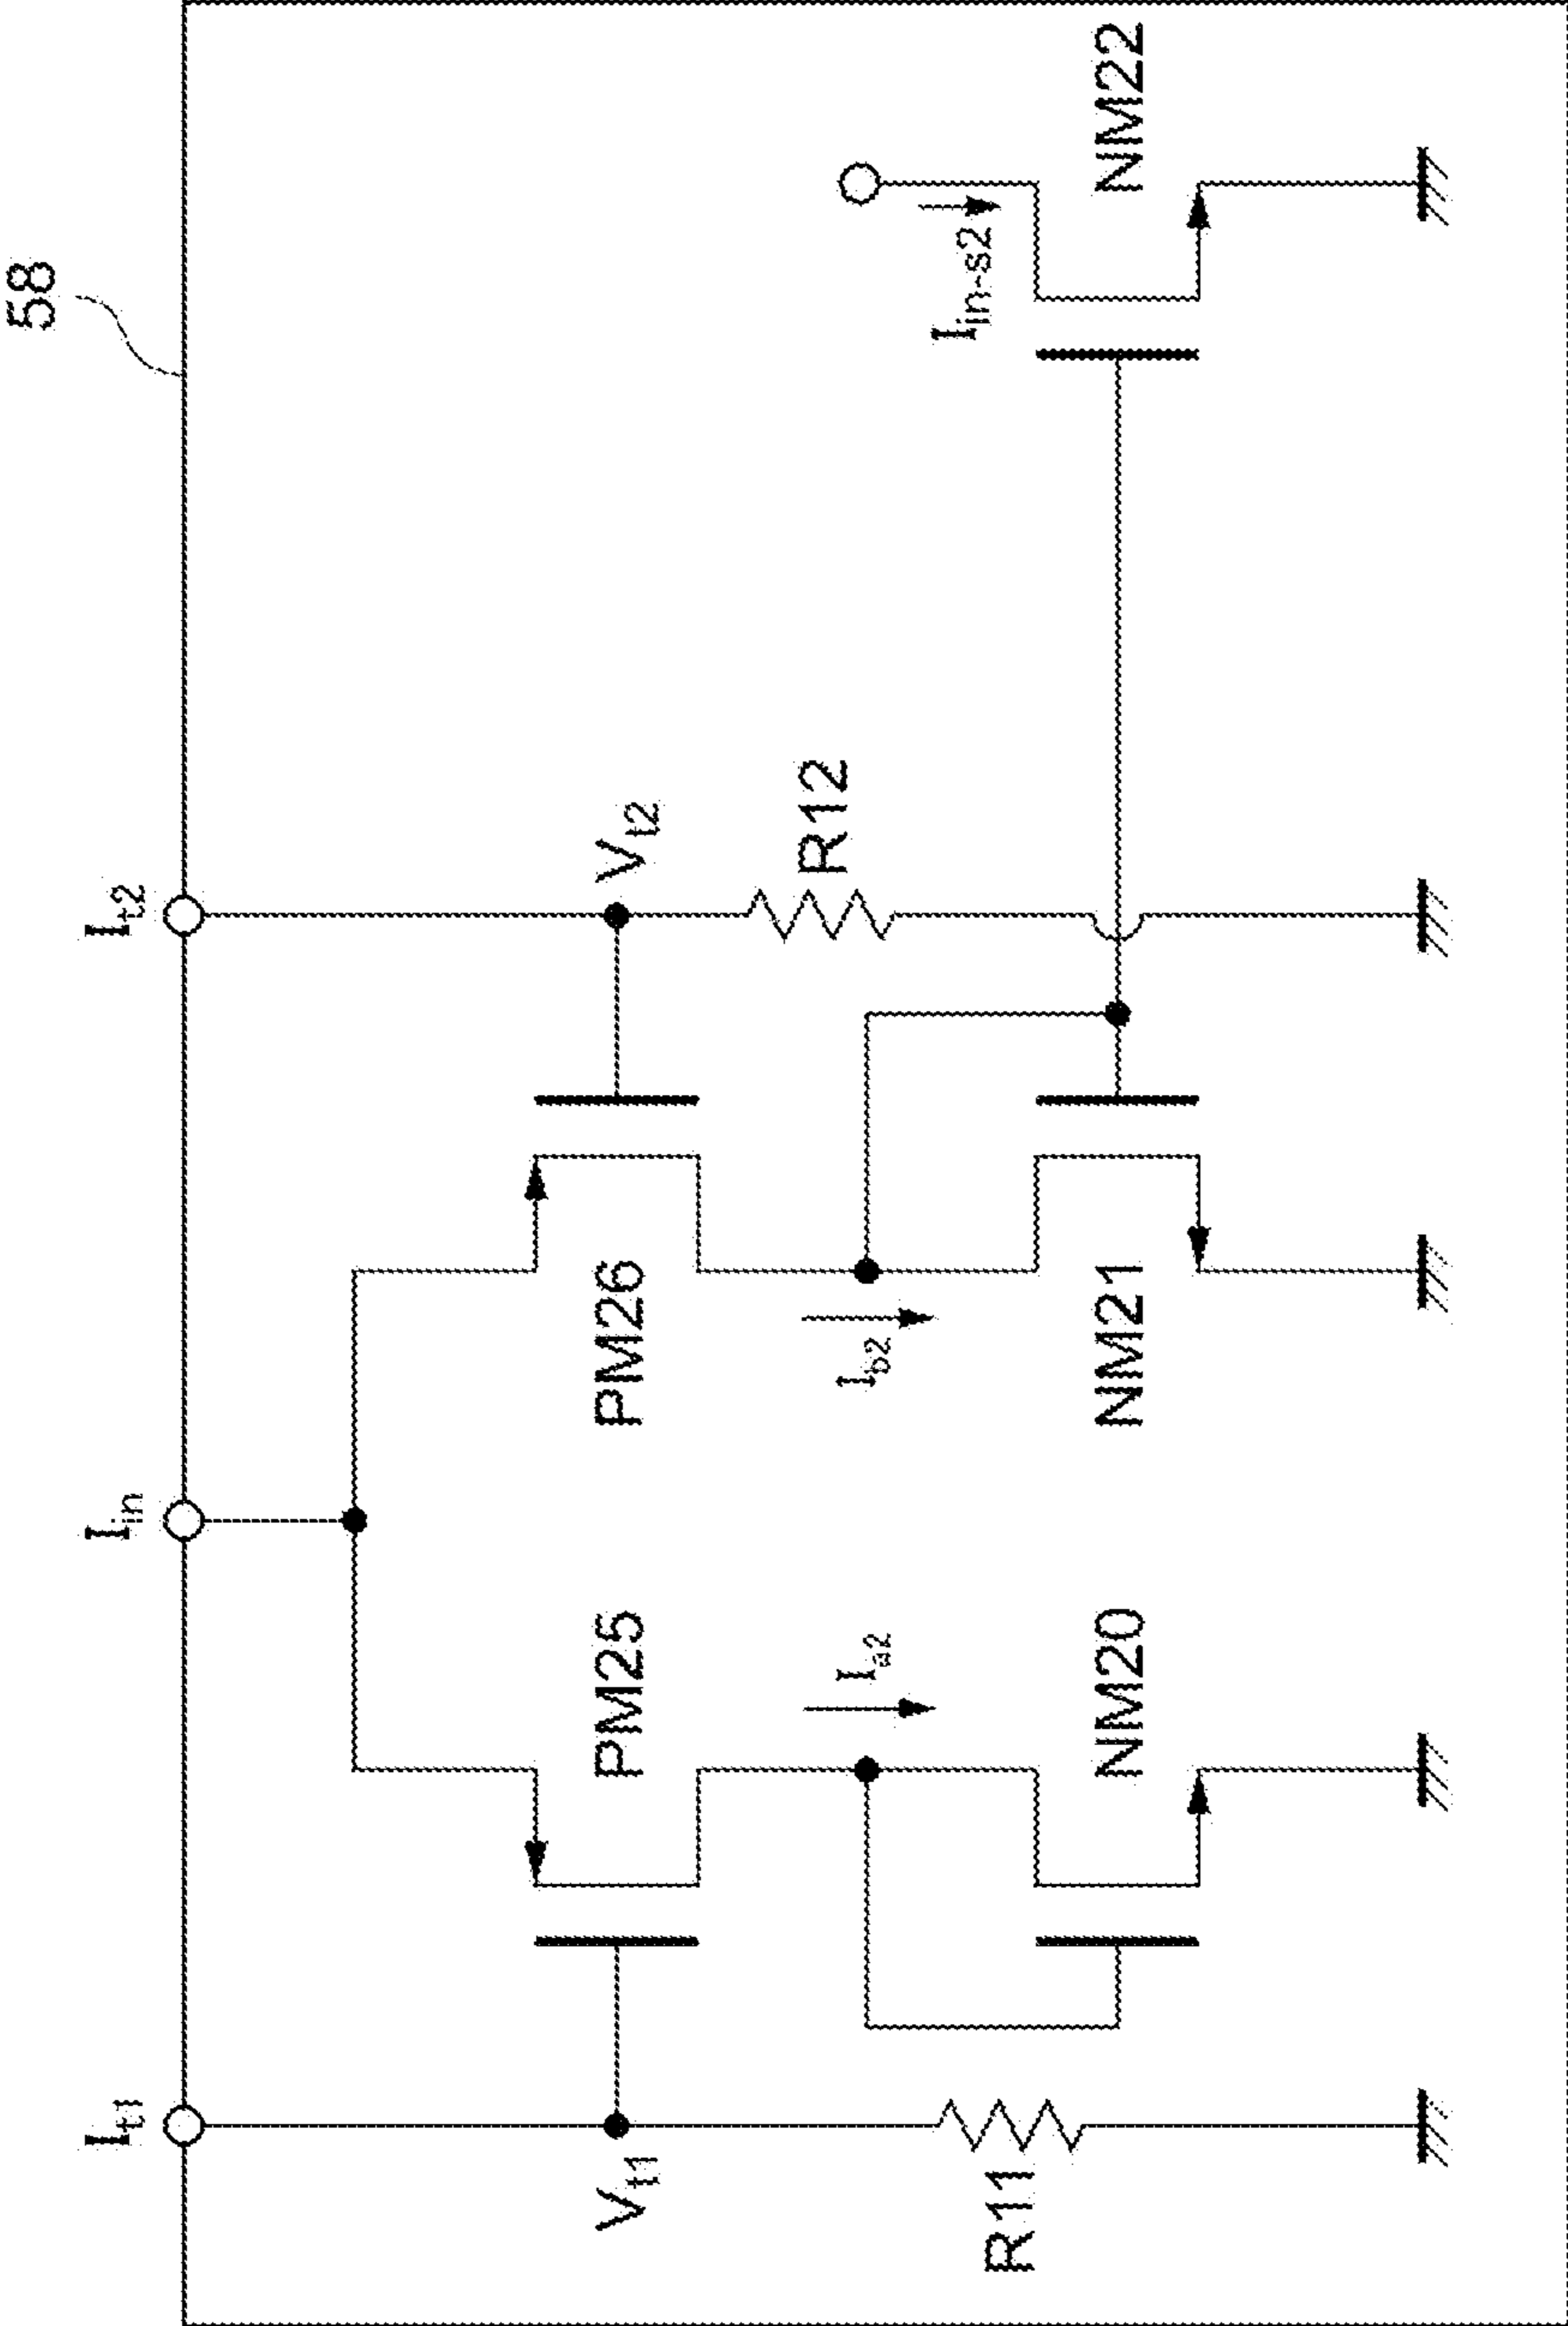 58
I_t1
I_in
I_t2
V_t1
PM25
PM26
V_t2
R12
I_a2
I_b2
I_in-s2
R11
NM20
NM21
NM22